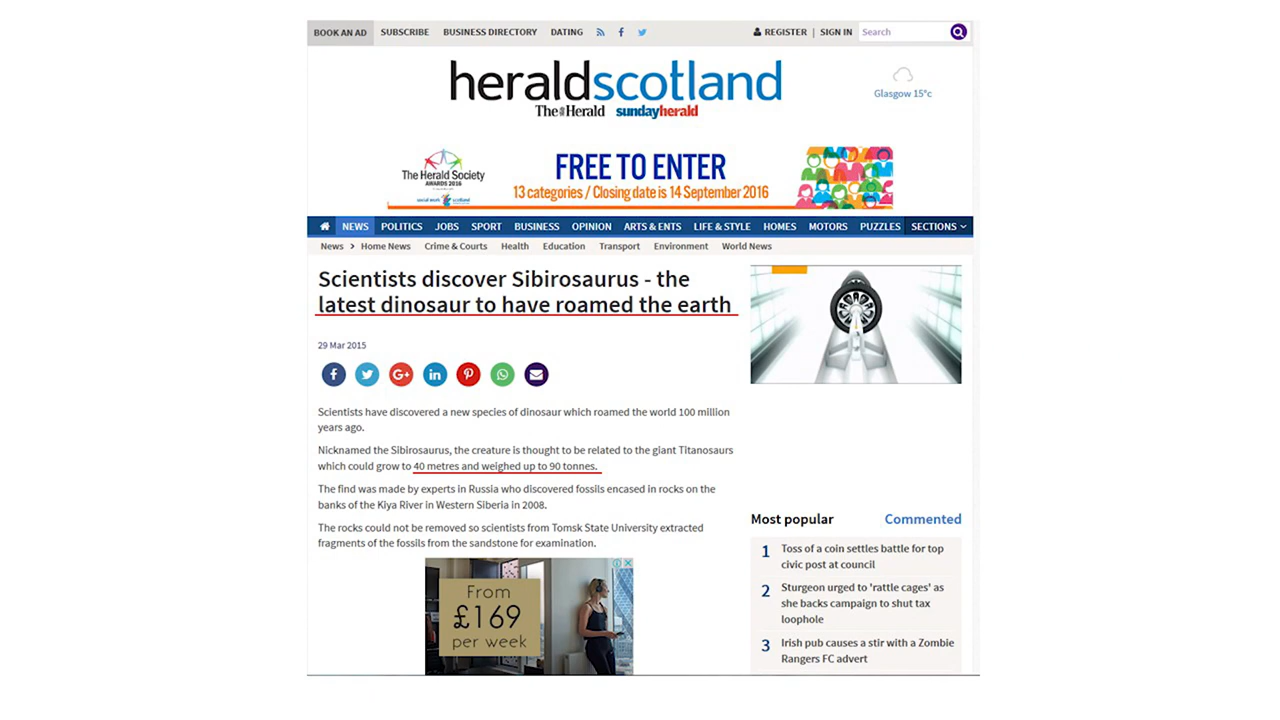 BOOK AN AD SUBSCRIBE BUSINESS DIRECTORY DATING REGISTER | SIGN IN Search
heraldscotland
The Herald sundayherald
Glasgow 15°c
The Herald Society
AWARDS 2016
FREE TO ENTER
13 categories / Closing date is 14 September 2016
NEWS POLITICS JOBS SPORT BUSINESS OPINION ARTS & ENTS LIFE & STYLE HOMES MOTORS PUZZLES SECTIONS
News > Home News Crime & Courts Health Education Transport Environment World News
Scientists discover Sibirosaurus - the
latest dinosaur to have roamed the earth
29 Mar 2015
Scientists have discovered a new species of dinosaur which roamed the world 100 million
years ago.
Nicknamed the Sibirosaurus, the creature is thought to be related to the giant Titanosaurs
which could grow to 40 metres and weighed up to 90 tonnes.
The find was made by experts in Russia who discovered fossils encased in rocks on the
banks of the Kiya River in Western Siberia in 2008.
The rocks could not be removed so scientists from Tomsk State University extracted
fragments of the fossils from the sandstone for examination.
From
£169
per week
Most popular Commented
1 Toss of a coin settles battle for top
civic post at council
2 Sturgeon urged to 'rattle cages' as
she backs campaign to shut tax
loophole
3 Irish pub causes a stir with a Zombie
Rangers FC advert